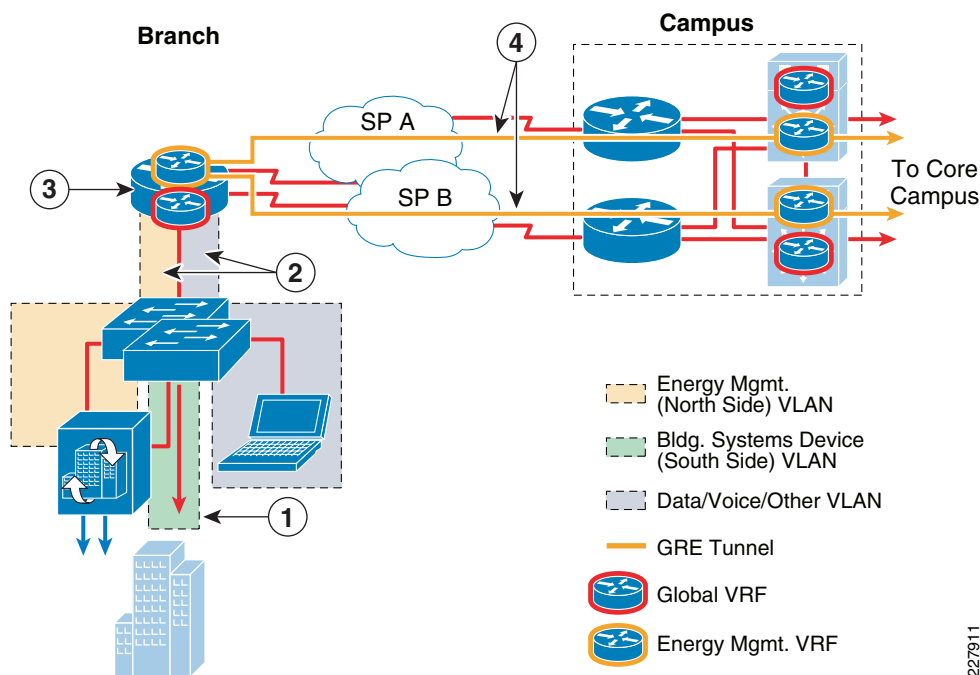 Branch
Campus
4
SP A
SP B
3
To Core
Campus
2
1
Energy Mgmt.
(North Side) VLAN
Bldg. Systems Device
(South Side) VLAN
Data/Voice/Other VLAN
GRE Tunnel
Global VRF
Energy Mgmt. VRF
227911